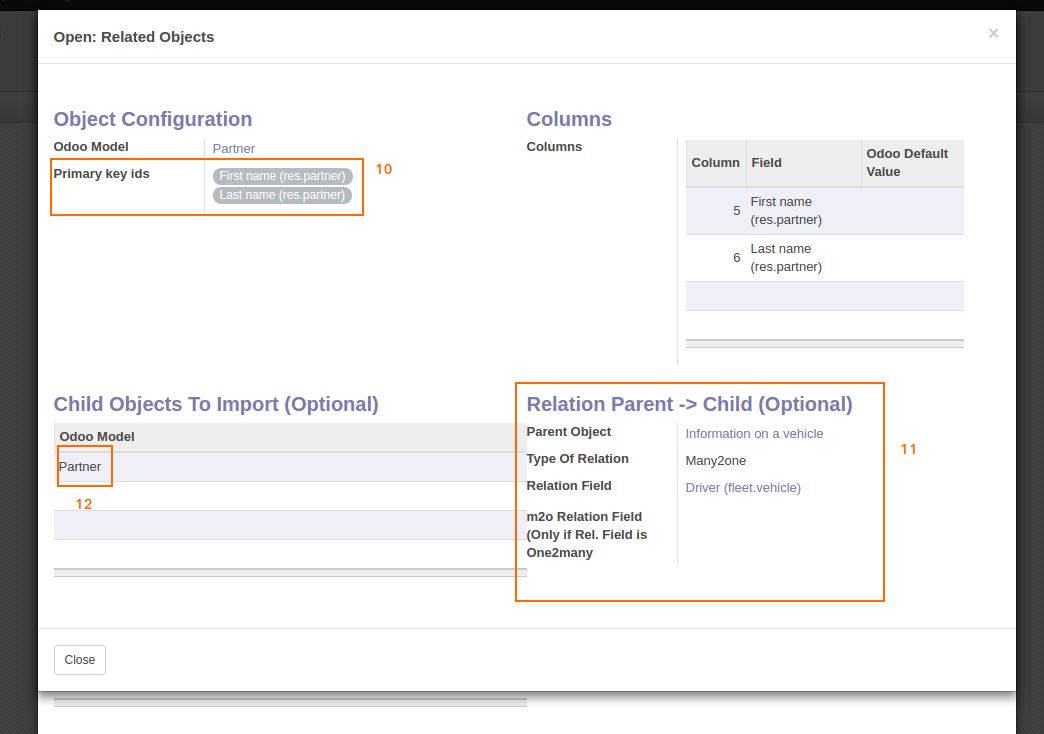 Open: Related Objects
×
Object Configuration
Odoo Model
Partner
Primary key ids
First name (res.partner)
Last name (res.partner)
10
Columns
Columns
Column Field Odoo Default
Value
5 First name
(res.partner)
6 Last name
(res.partner)
Child Objects To Import (Optional)
Odoo Model
Partner
12
Relation Parent -> Child (Optional)
Parent Object Information on a vehicle
Type Of Relation Many2one
Relation Field Driver (fleet.vehicle)
m2o Relation Field
(Only if Rel. Field is
One2many
11
Close